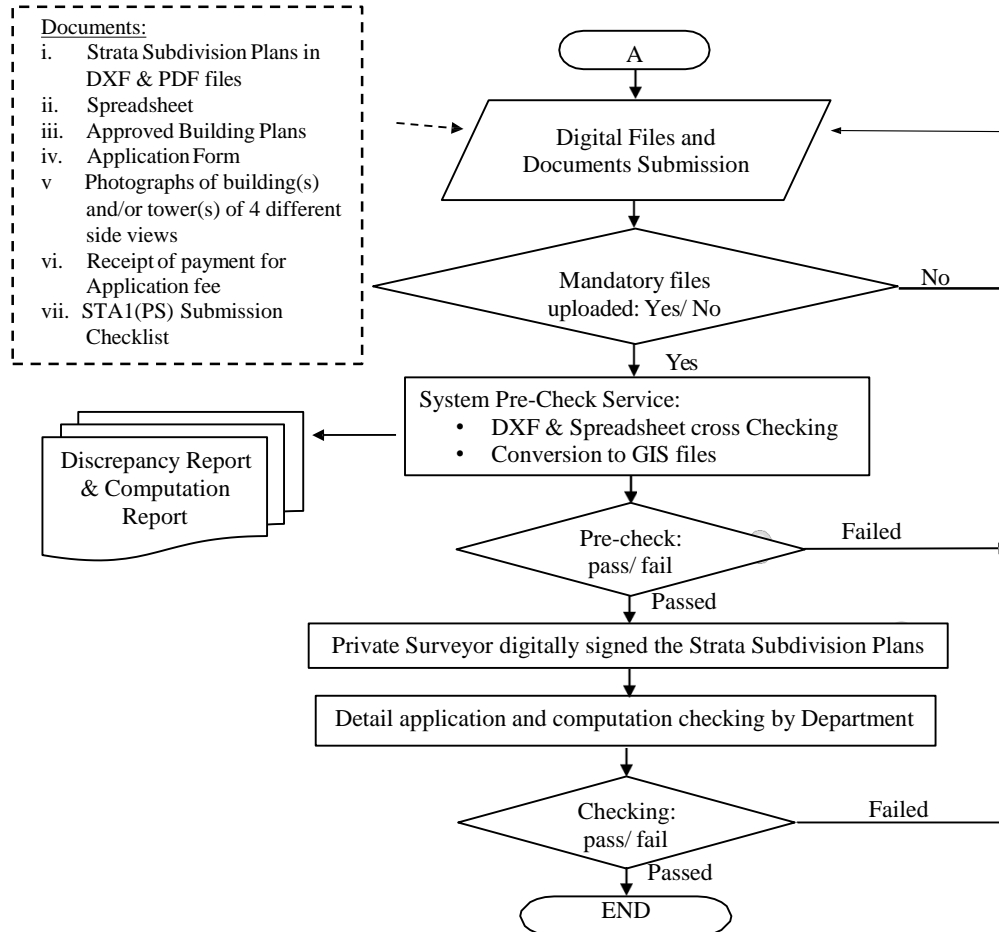 Documents:
i. Strata Subdivision Plans in
DXF & PDF files
ii. Spreadsheet
iii. Approved Building Plans
iv. Application Form
v Photographs of building(s)
and/or tower(s) of 4 different
side views
vi. Receipt of payment for
Application fee
vii. STA1(PS) Submission
Checklist
A
Digital Files and
Documents Submission
Mandatory files
uploaded: Yes/ No
No
Yes
System Pre-Check Service:
• DXF & Spreadsheet cross Checking
• Conversion to GIS files
Discrepancy Report
& Computation
Report
Pre-check:
pass/ fail
Failed
Passed
Private Surveyor digitally signed the Strata Subdivision Plans
Detail application and computation checking by Department
Checking:
pass/ fail
Failed
Passed
END